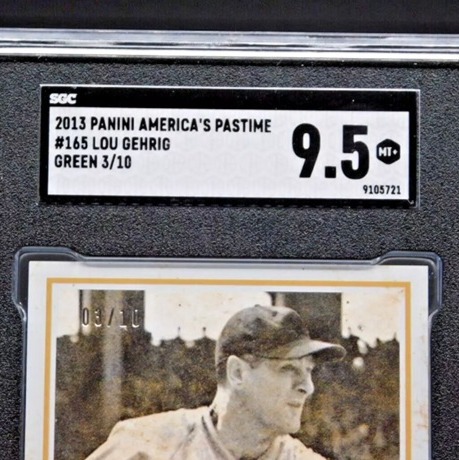 SGC
2013 PANINI AMERICA'S PASTIME
#165 LOU GEHRIG
GREEN 3/10
9.5
MT+
9105721
03/10